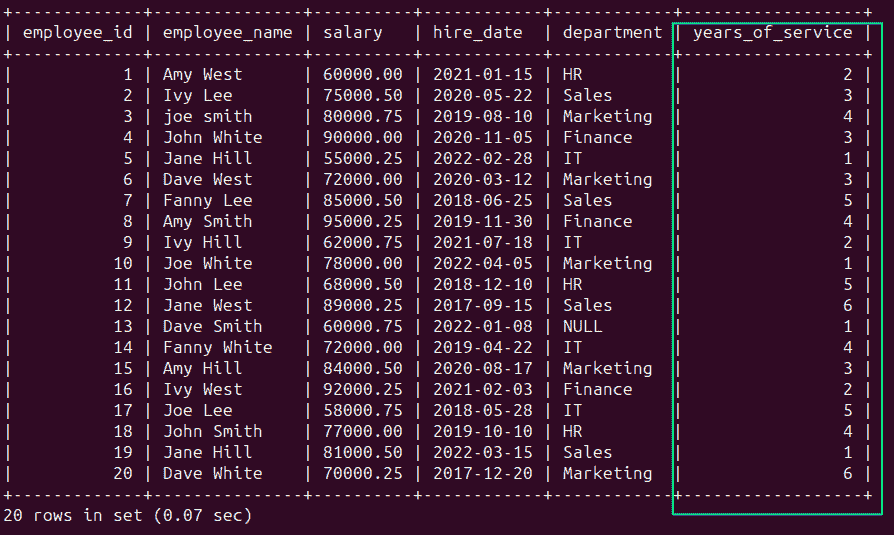 +-------------+---------------+----------+------------+------------+------------------+
| employee_id | employee_name | salary   | hire_date  | department | years_of_service |
+-------------+---------------+----------+------------+------------+------------------+
|           1 | Amy West      | 60000.00 | 2021-01-15 | HR         |                2 |
|           2 | Ivy Lee       | 75000.50 | 2020-05-22 | Sales      |                3 |
|           3 | joe smith     | 80000.75 | 2019-08-10 | Marketing  |                4 |
|           4 | John White    | 90000.00 | 2020-11-05 | Finance    |                3 |
|           5 | Jane Hill     | 55000.25 | 2022-02-28 | IT         |                1 |
|           6 | Dave West     | 72000.00 | 2020-03-12 | Marketing  |                3 |
|           7 | Fanny Lee     | 85000.50 | 2018-06-25 | Sales      |                5 |
|           8 | Amy Smith     | 95000.25 | 2019-11-30 | Finance    |                4 |
|           9 | Ivy Hill      | 62000.75 | 2021-07-18 | IT         |                2 |
|          10 | Joe White     | 78000.00 | 2022-04-05 | Marketing  |                1 |
|          11 | John Lee      | 68000.50 | 2018-12-10 | HR         |                5 |
|          12 | Jane West     | 89000.25 | 2017-09-15 | Sales      |                6 |
|          13 | Dave Smith    | 60000.75 | 2022-01-08 | NULL       |                1 |
|          14 | Fanny White   | 72000.00 | 2019-04-22 | IT         |                4 |
|          15 | Amy Hill      | 84000.50 | 2020-08-17 | Marketing  |                3 |
|          16 | Ivy West      | 92000.25 | 2021-02-03 | Finance    |                2 |
|          17 | Joe Lee       | 58000.75 | 2018-05-28 | IT         |                5 |
|          18 | John Smith    | 77000.00 | 2019-10-10 | HR         |                4 |
|          19 | Jane Hill     | 81000.50 | 2022-03-15 | Sales      |                1 |
|          20 | Dave White    | 70000.25 | 2017-12-20 | Marketing  |                6 |
+-------------+---------------+----------+------------+------------+------------------+
20 rows in set (0.07 sec)